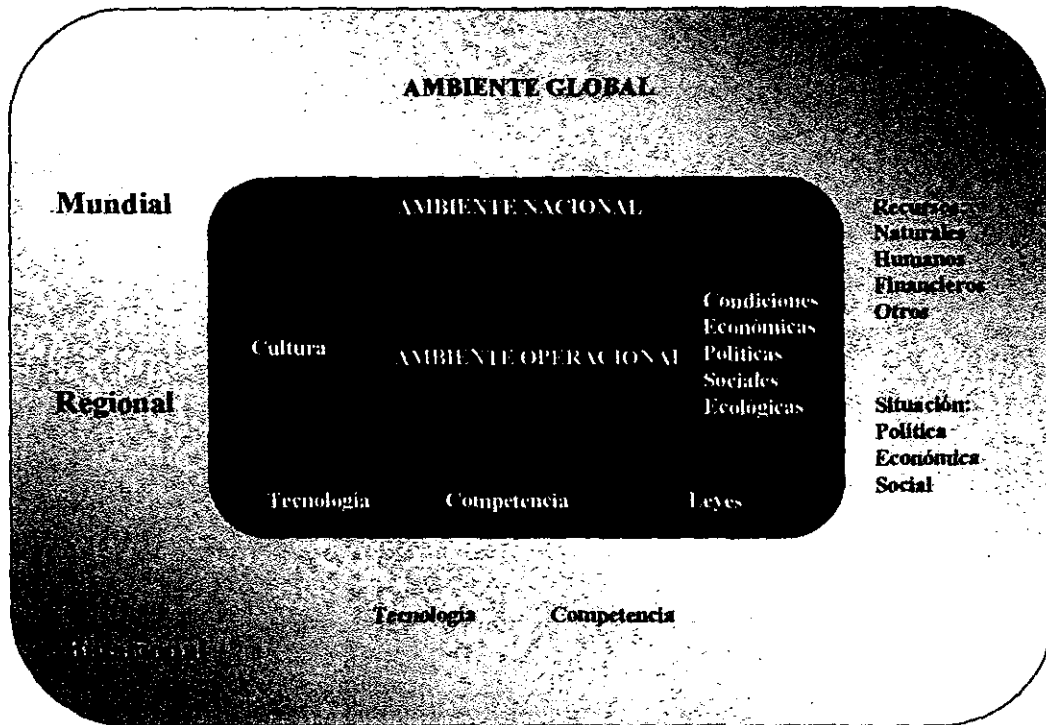 AMBIENTE GLOBAL
Mundial
Regional
AMBIENTE NACIONAL
Cultura
AMBIENTE OPERACIONAL
Condiciones
Económicas
Políticas
Sociales
Ecológicas
Tecnología
Competencia
Leyes
Recursos:
Naturales
Humanos
Financieros
Otros
Situación:
Política
Económica
Social
Tecnología
Competencia